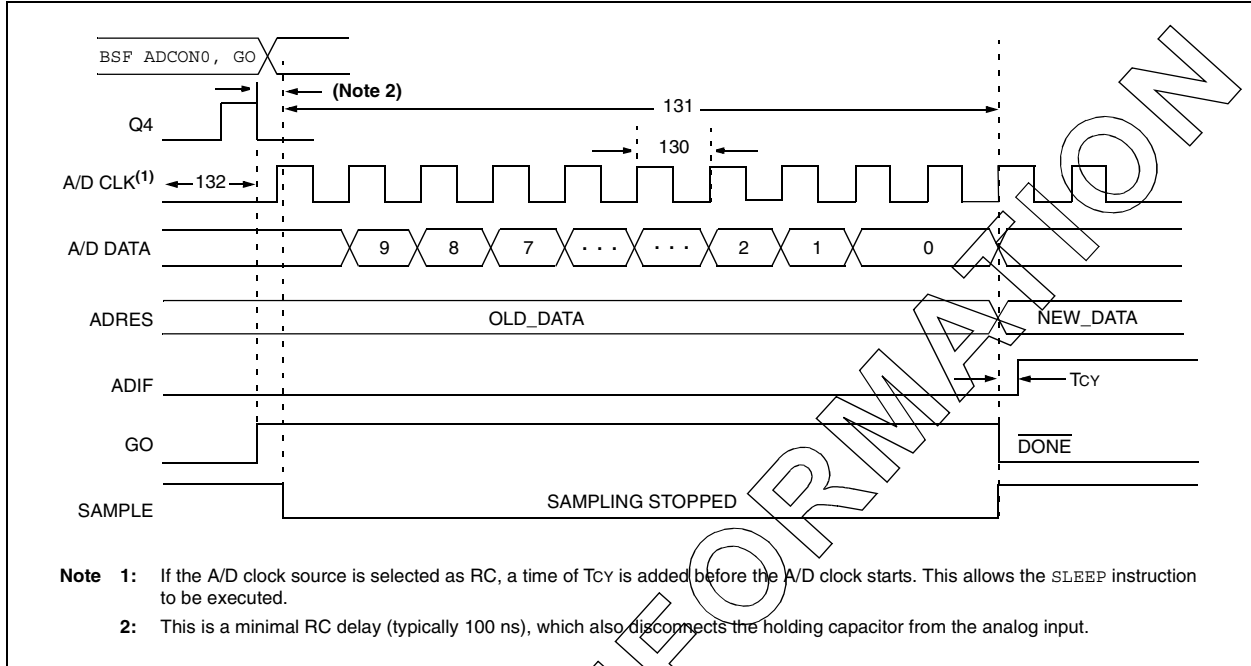 BSF ADCON0, GO
(Note 2)
131
Q4
130
A/D CLK(1)
132
A/D DATA
9 8 7 · · · · · · 2 1 0
ADRES
OLD_DATA
NEW_DATA
ADIF
TCY
GO
DONE
SAMPLE
SAMPLING STOPPED
Note 1: If the A/D clock source is selected as RC, a time of TCY is added before the A/D clock starts. This allows the SLEEP instruction
to be executed.
2: This is a minimal RC delay (typically 100 ns), which also disconnects the holding capacitor from the analog input.
FORMATION